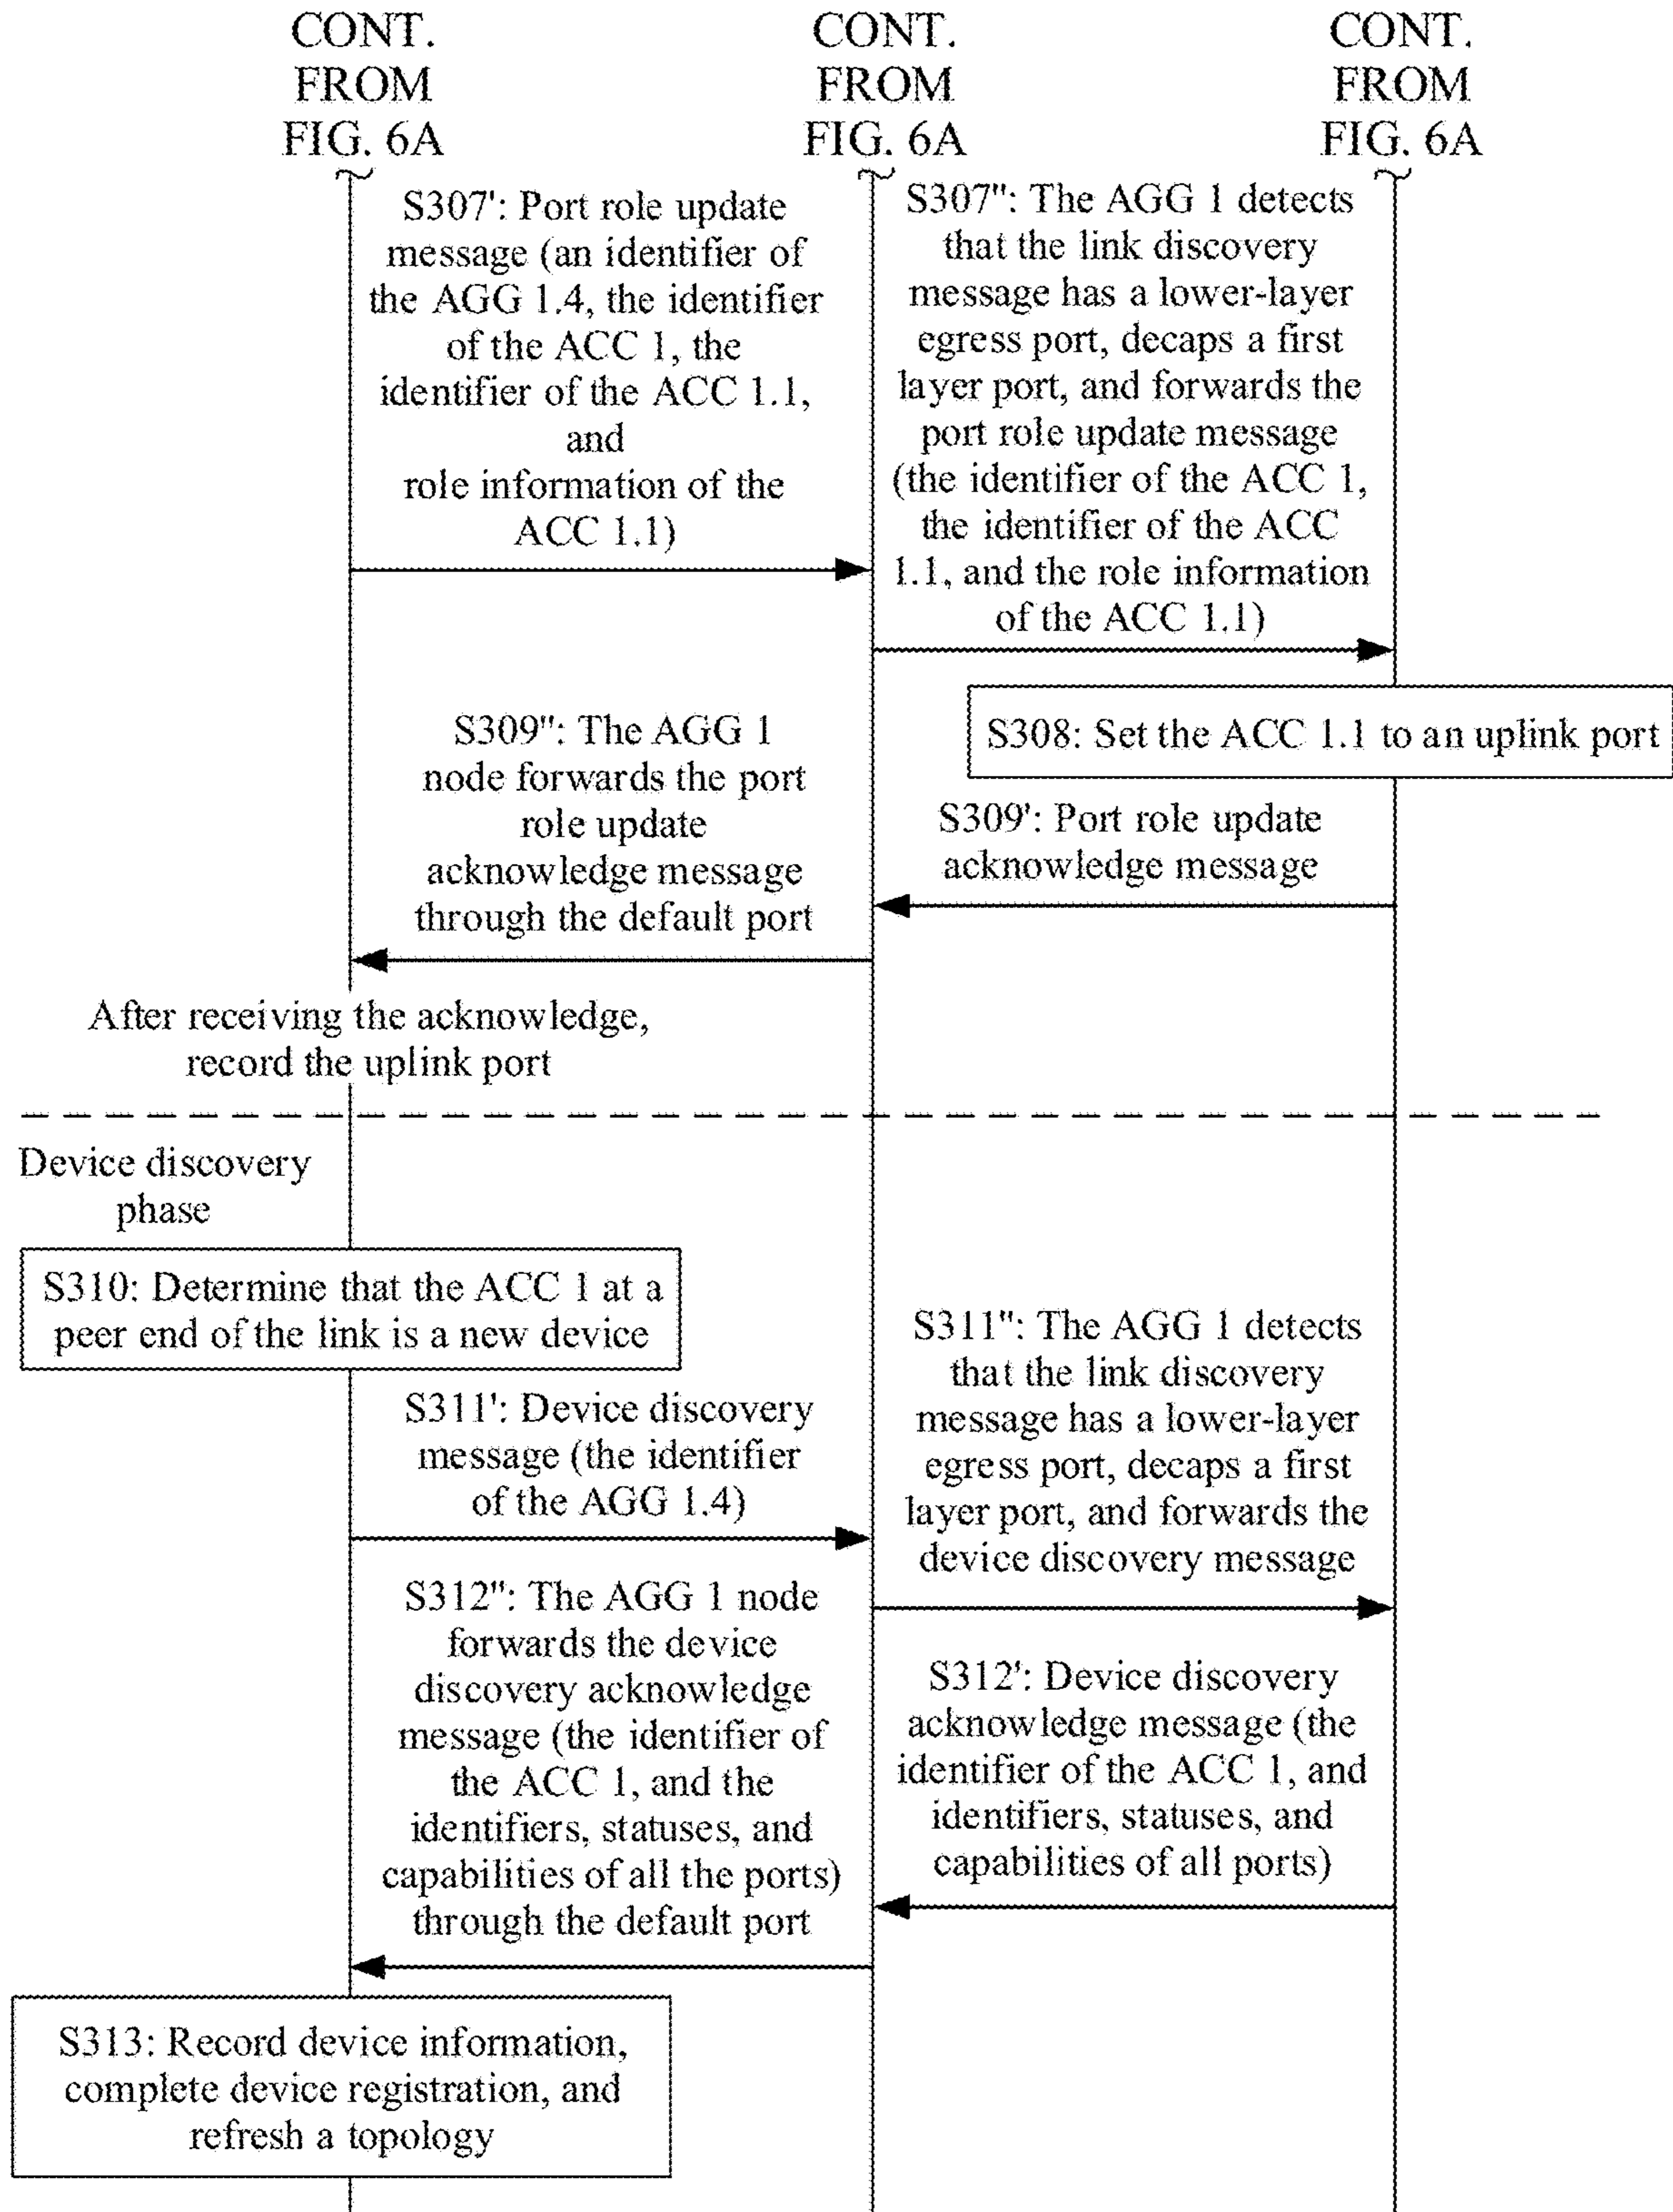 CONT.
FROM
FIG. 6A
CONT.
FROM
FIG. 6A
CONT.
FROM
FIG. 6A
S307': Port role update
message (an identifier of
the AGG 1.4, the identifier
of the ACC 1, the
identifier of the ACC 1.1,
and
role information of the
ACC 1.1)
S307": The AGG 1 detects
that the link discovery
message has a lower-layer
egress port, decaps a first
layer port, and forwards the
port role update message
(the identifier of the ACC 1,
the identifier of the ACC
1.1, and the role information
of the ACC 1.1)
S308: Set the ACC 1.1 to an uplink port
S309': Port role update
acknowledge message
S309": The AGG 1
node forwards the port
role update
acknowledge message
through the default port
After receiving the acknowledge,
record the uplink port
Device discovery
phase
S310: Determine that the ACC 1 at a
peer end of the link is a new device
S311': Device discovery
message (the identifier
of the AGG 1.4)
S311": The AGG 1 detects
that the link discovery
message has a lower-layer
egress port, decaps a first
layer port, and forwards the
device discovery message
S312': Device discovery
acknowledge message (the
identifier of the ACC 1, and
identifiers, statuses, and
capabilities of all ports)
S312": The AGG 1 node
forwards the device
discovery acknowledge
message (the identifier of
the ACC 1, and the
identifiers, statuses, and
capabilities of all the ports)
through the default port
S313: Record device information,
complete device registration, and
refresh a topology